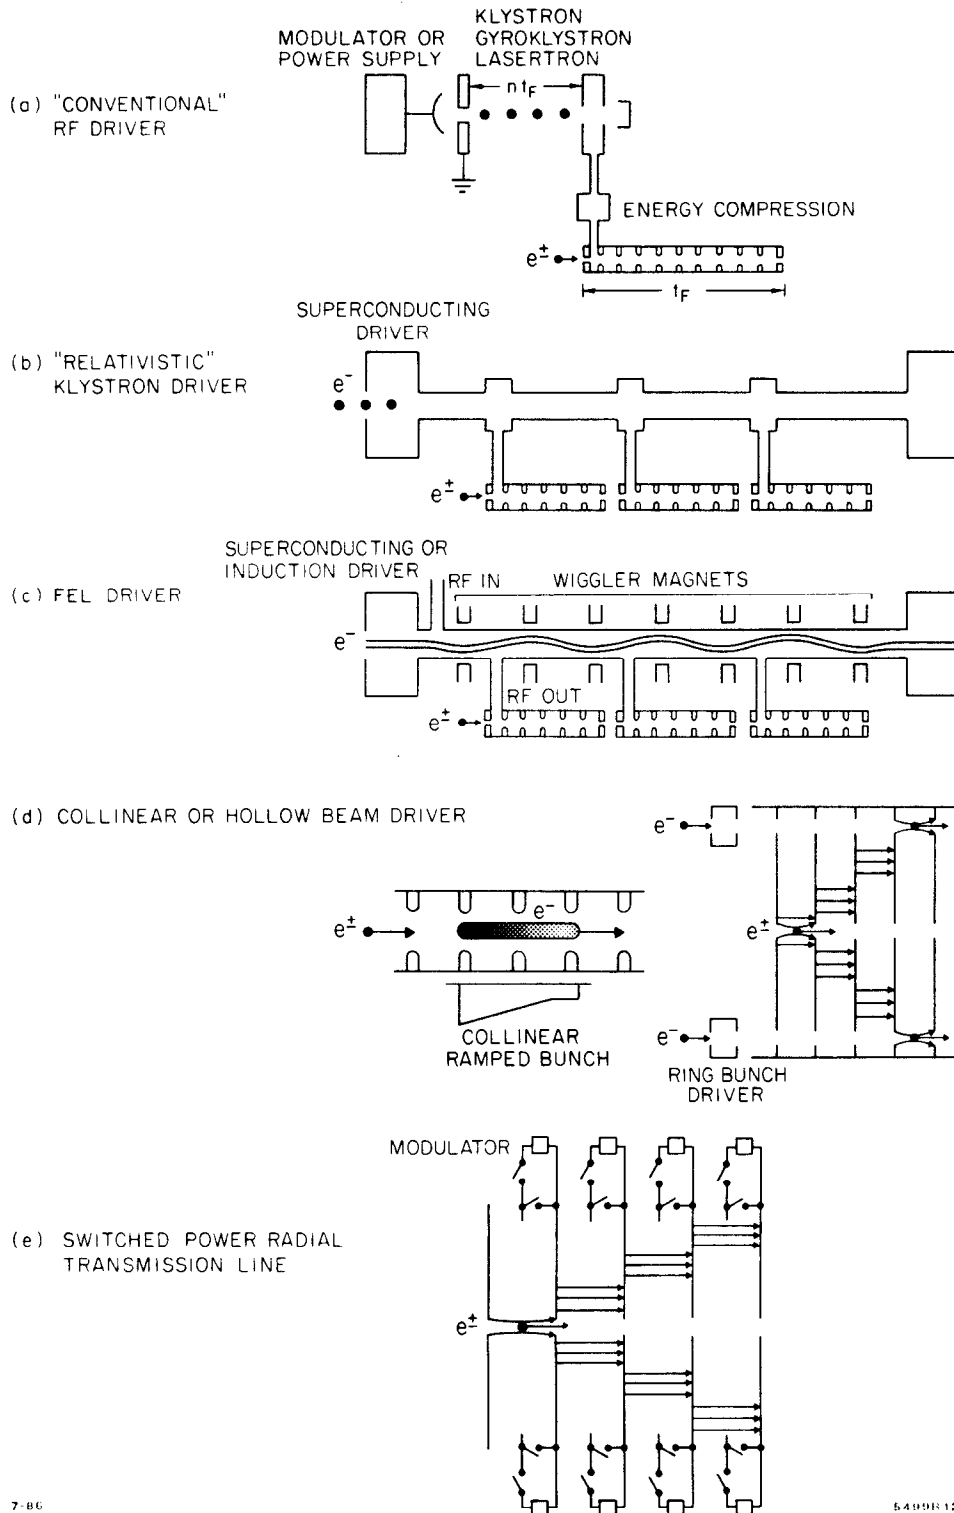 KLYSTRON
MODULATOR OR GYROKLYSTRON
POWER SUPPLY LASERTRON
n t_F
(a) "CONVENTIONAL"
RF DRIVER
ENERGY COMPRESSION
e±
t_F
SUPERCONDUCTING
DRIVER
(b) "RELATIVISTIC"
KLYSTRON DRIVER
e-
e±
SUPERCONDUCTING OR
INDUCTION DRIVER
RF IN
WIGGLER MAGNETS
(c) FEL DRIVER
e-
RF OUT
e±
(d) COLLINEAR OR HOLLOW BEAM DRIVER
e-
e-
e±
e±
COLLINEAR
RAMPED BUNCH
e-
RING BUNCH
DRIVER
MODULATOR
(e) SWITCHED POWER RADIAL
TRANSMISSION LINE
e±
7-86
5499B12